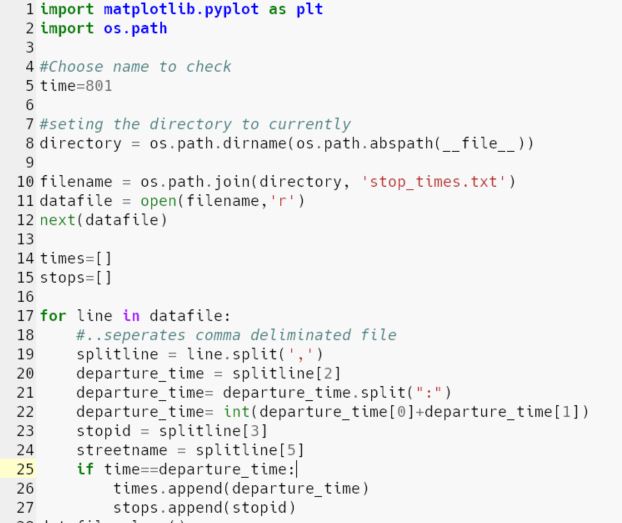 1 import matplotlib.pyplot as plt
2 import os.path
3
4 #Choose name to check
5 time=801
6
7 #seting the directory to currently
8 directory = os.path.dirname(os.path.abspath(__file__))
9
10 filename = os.path.join(directory, 'stop_times.txt')
11 datafile = open(filename,'r')
12 next(datafile)
13
14 times=[]
15 stops=[]
16
17 for line in datafile:
18     #..seperates comma deliminated file
19     splitline = line.split(',')
20     departure_time = splitline[2]
21     departure_time= departure_time.split(":")
22     departure_time= int(departure_time[0]+departure_time[1])
23     stopid = splitline[3]
24     streetname = splitline[5]
25     if time==departure_time:
26         times.append(departure_time)
27         stops.append(stopid)